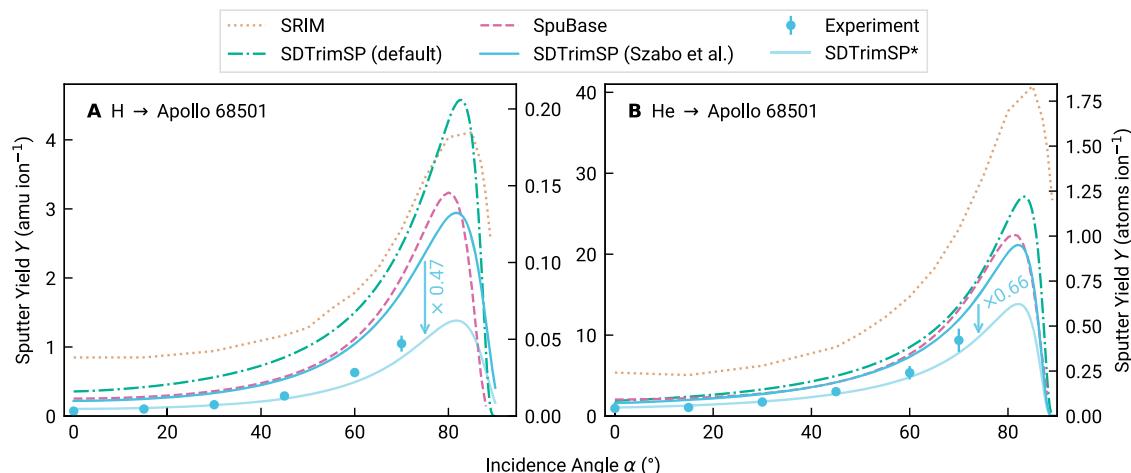 SRIM
SpuBase
Experiment
SDTrimSP (default)
SDTrimSP (Szabo et al.)
SDTrimSP*
A H → Apollo 68501
B He → Apollo 68501
Sputter Yield Y (amu ion⁻¹)
4
3
2
1
0
0.20
0.15
0.10
0.05
0.00
× 0.47
0 20 40 60 80
40
30
20
10
0
1.75
1.50
1.25
1.00
0.75
0.50
0.25
0.00
×0.66
0 20 40 60 80
Sputter Yield Y (atoms ion⁻¹)
Incidence Angle α (°)